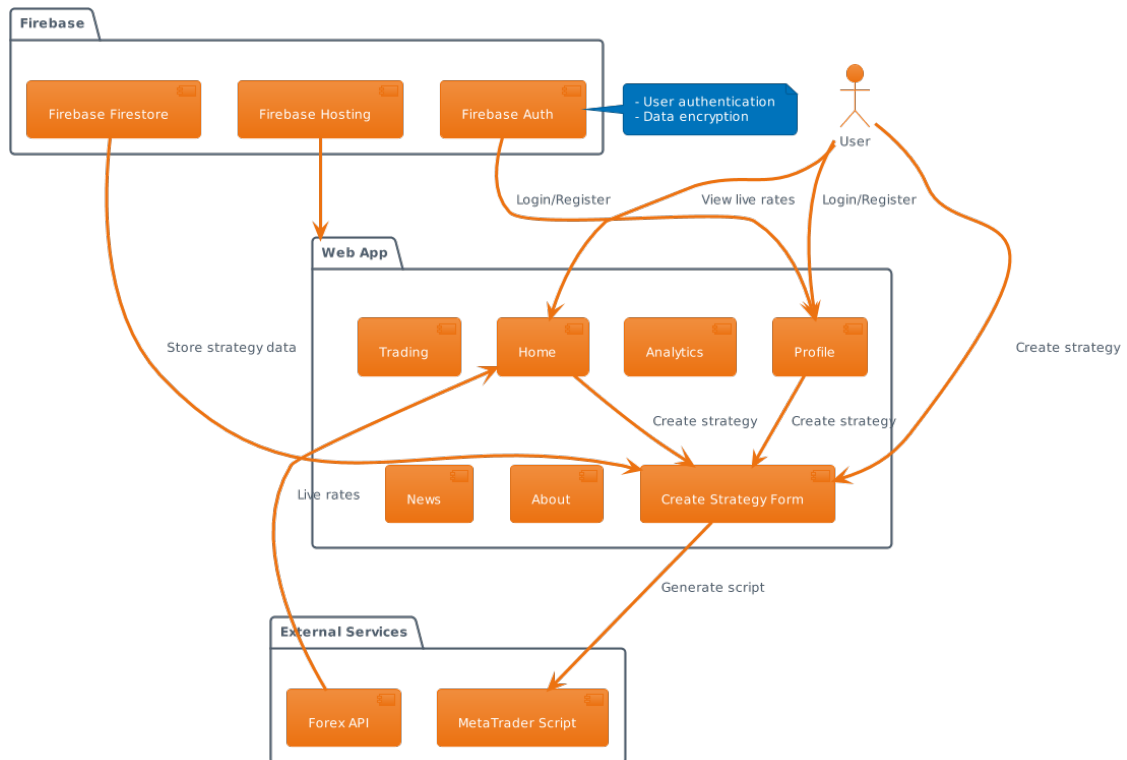 Firebase
Firebase Firestore
Firebase Hosting
Firebase Auth
- User authentication
- Data encryption
User
Login/Register
View live rates
Login/Register
Web App
Store strategy data
Trading
Home
Analytics
Profile
Create strategy
Create strategy
Create strategy
Live rates
News
About
Create Strategy Form
Generate script
External Services
Forex API
MetaTrader Script